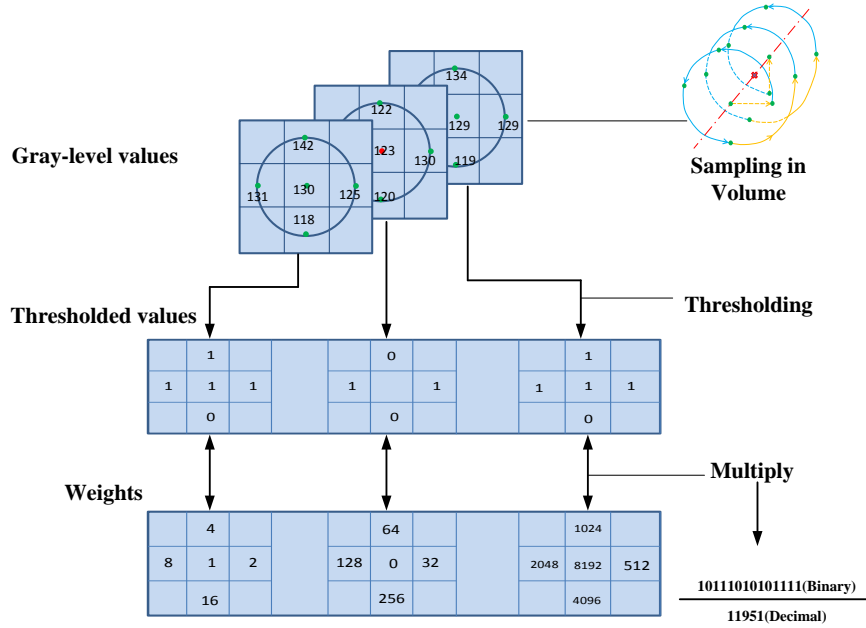 134
129
129
119
122
123
130
120
142
131
130
125
118
Gray-level values
Sampling in
Volume
Thresholded values
Thresholding
1 0 1
1 1 1 1 1 1 1 1
0 0 0
Weights
Multiply
4 64 1024
8 1 2 128 0 32 2048 8192 512
16 256 4096
10111010101111(Binary)
11951(Decimal)